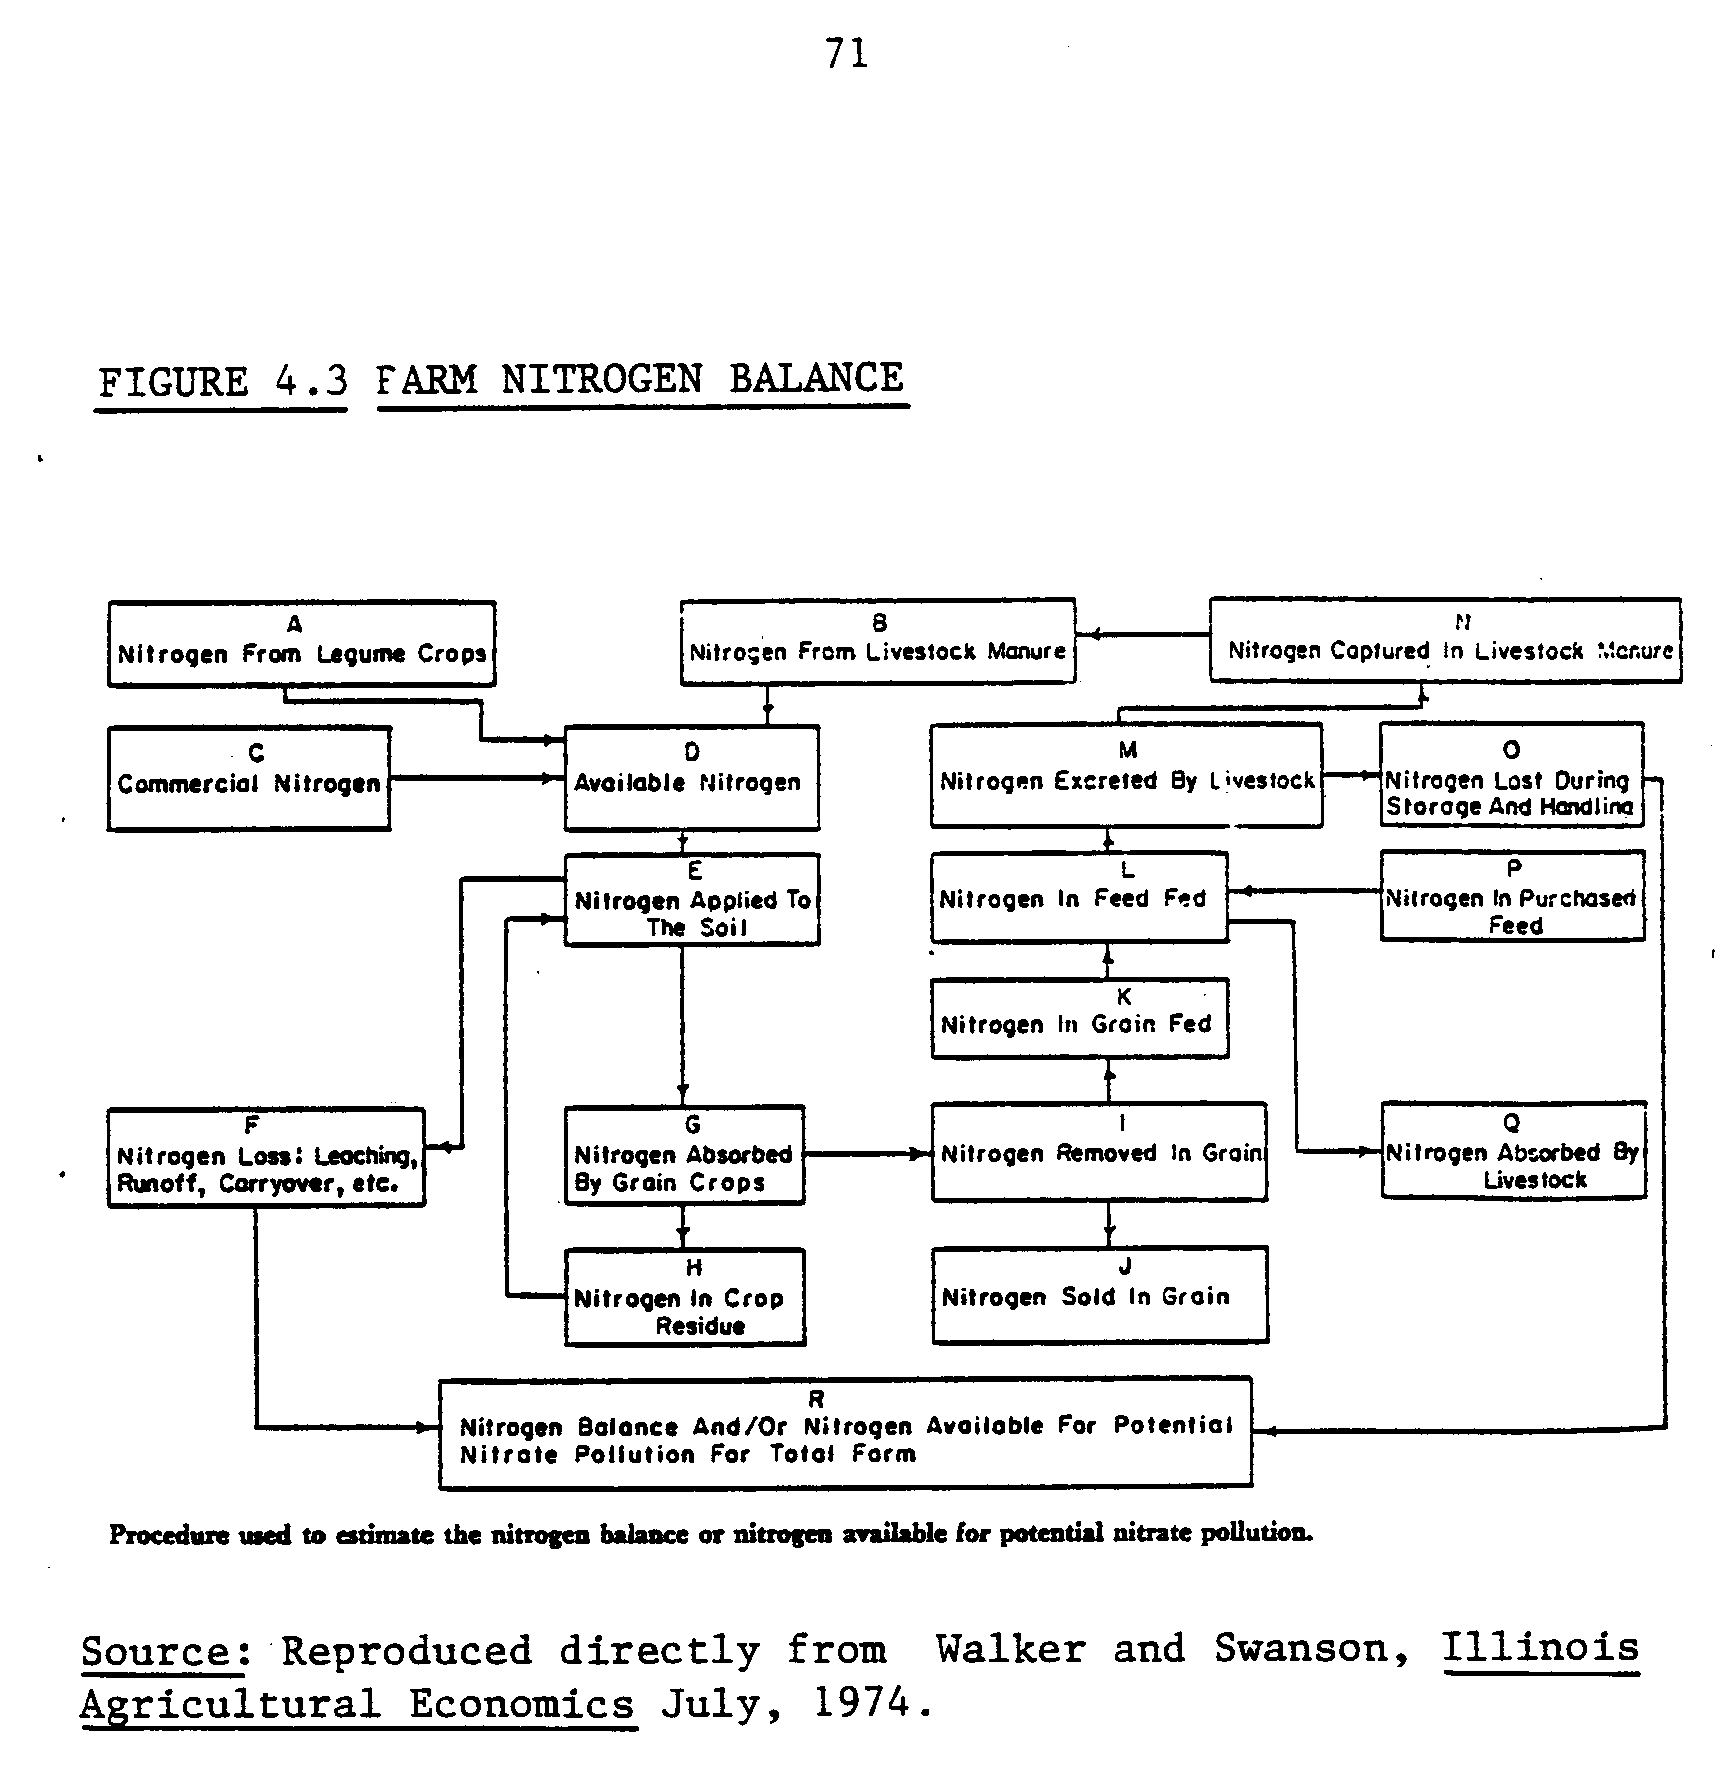 71
FIGURE 4.3 FARM NITROGEN BALANCE
A
Nitrogen From Legume Crops
B
Nitrogen From Livestock Manure
N
Nitrogen Captured In Livestock Manure
C
Commercial Nitrogen
D
Available Nitrogen
M
Nitrogen Excreted By Livestock
O
Nitrogen Lost During
Storage And Handling
E
Nitrogen Applied To
The Soil
L
Nitrogen In Feed Fed
P
Nitrogen In Purchased
Feed
K
Nitrogen In Grain Fed
F
Nitrogen Loss: Leaching,
Runoff, Carryover, etc.
G
Nitrogen Absorbed
By Grain Crops
I
Nitrogen Removed In Grain
Q
Nitrogen Absorbed By
Livestock
H
Nitrogen In Crop
Residue
J
Nitrogen Sold In Grain
R
Nitrogen Balance And/Or Nitrogen Available For Potential
Nitrate Pollution For Total Farm
Procedure used to estimate the nitrogen balance or nitrogen available for potential nitrate pollution.
Source: Reproduced directly from Walker and Swanson, Illinois
Agricultural Economics July, 1974.